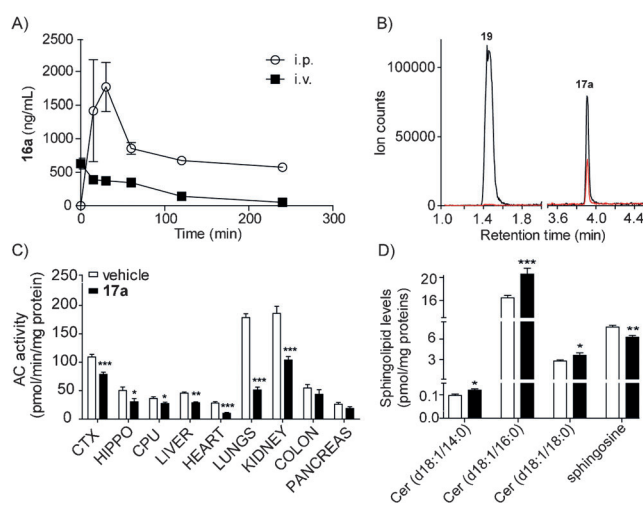 A)
2500
2000
1500
1000
500
0
16a (ng/mL)
i.p.
i.v.
0 100 200 300
Time (min)
B)
19
17a
100000
50000
0
Ion counts
1.0 1.4 1.8 3.6 4.0 4.4
Retention time (min)
C)
vehicle
17a
250
200
150
100
50
0
AC activity
(pmol/min/mg protein)
*** * * ** *** *** ***
CTX
HIPPO
CPU
LIVER
HEART
LUNGS
KIDNEY
COLON
PANCREAS
D)
20
16
6
3
0.1
0.0
Sphingolipid levels
(pmol/mg proteins)
* *** * **
Cer (d18:1/14:0)
Cer (d18:1/16:0)
Cer (d18:1/18:0)
sphingosine